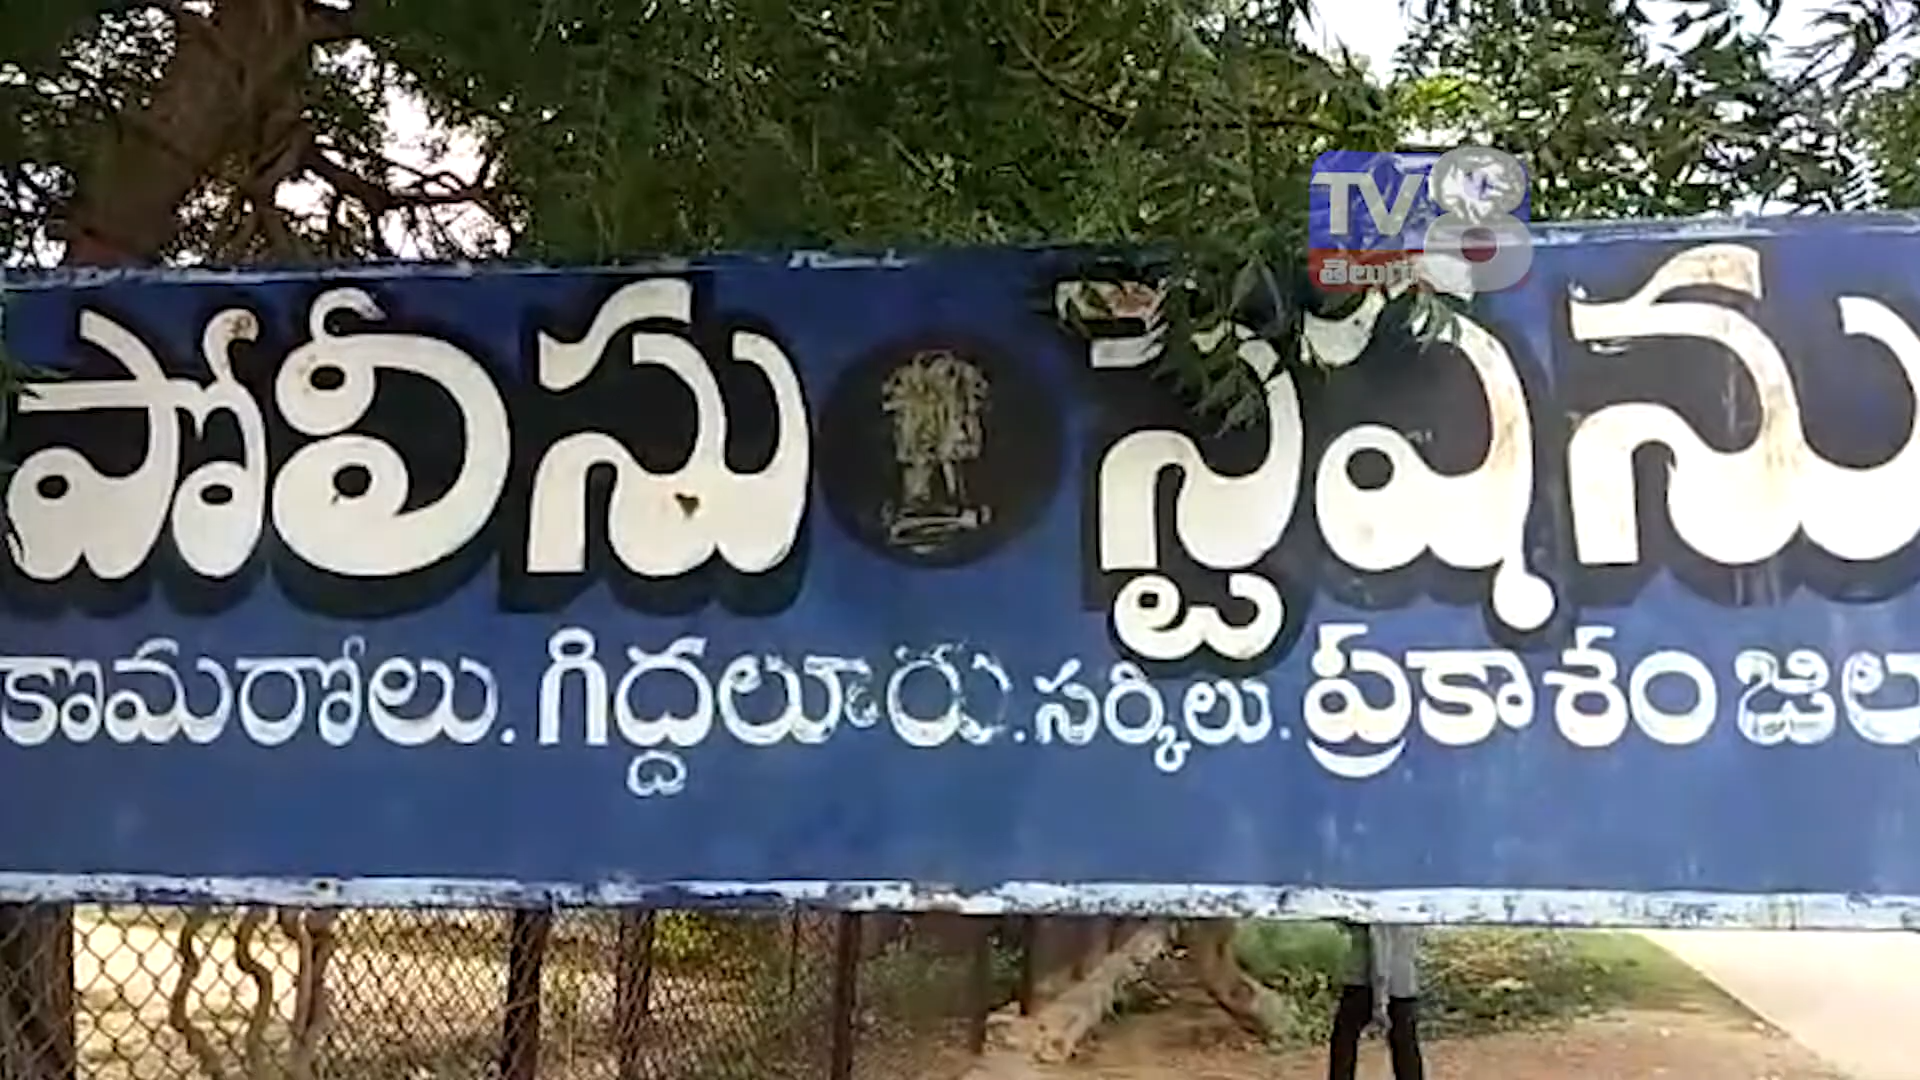 TV8
తెలుగు
పోలీసు స్టేషను
కొమరోలు. గిద్దలూరు. సర్కిలు. ప్రకాశం